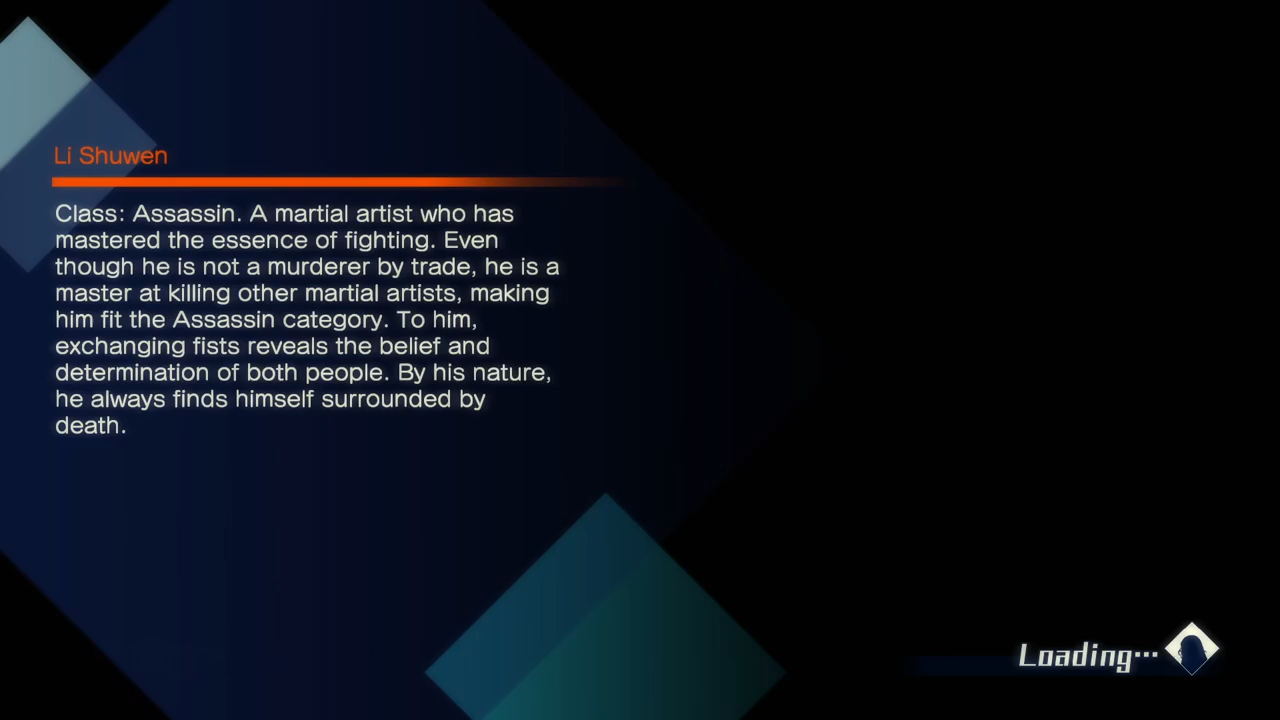 Li Shuwen
Class: Assassin. A martial artist who has
mastered the essence of fighting. Even
though he is not a murderer by trade, he is a
master at killing other martial artists, making
him fit the Assassin category. To him,
exchanging fists reveals the belief and
determination of both people. By his nature,
he always finds himself surrounded by
death.
Loading···